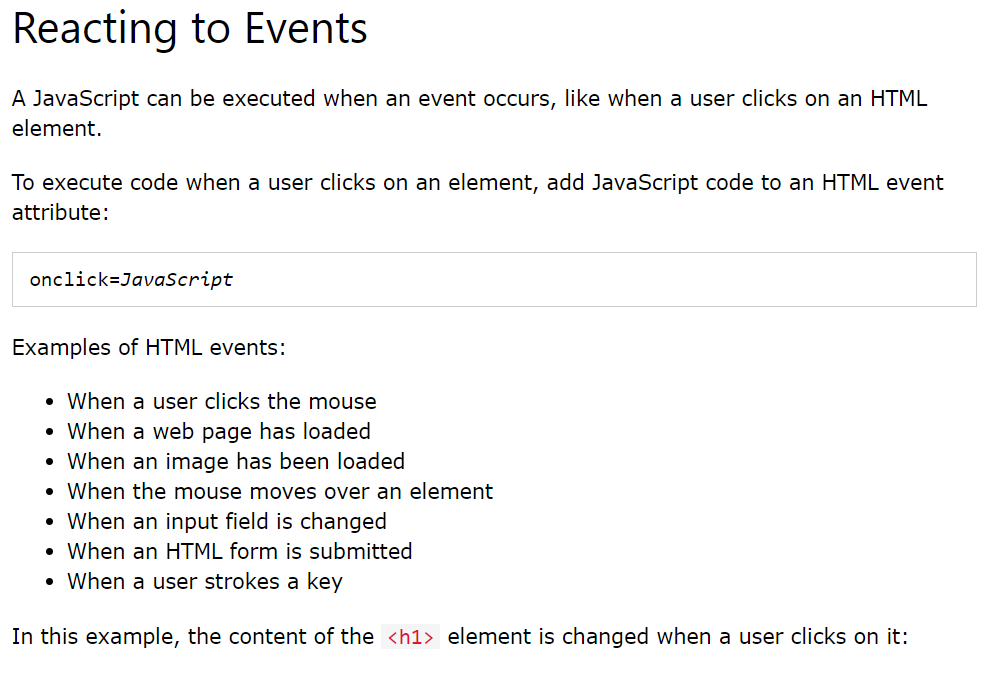 Reacting to Events
A JavaScript can be executed when an event occurs, like when a user clicks on an HTML
element.
To execute code when a user clicks on an element, add JavaScript code to an HTML event
attribute:
onclick=JavaScript
Examples of HTML events:
• When a user clicks the mouse
• When a web page has loaded
• When an image has been loaded
• When the mouse moves over an element
• When an input field is changed
• When an HTML form is submitted
• When a user strokes a key
In this example, the content of the <h1> element is changed when a user clicks on it: